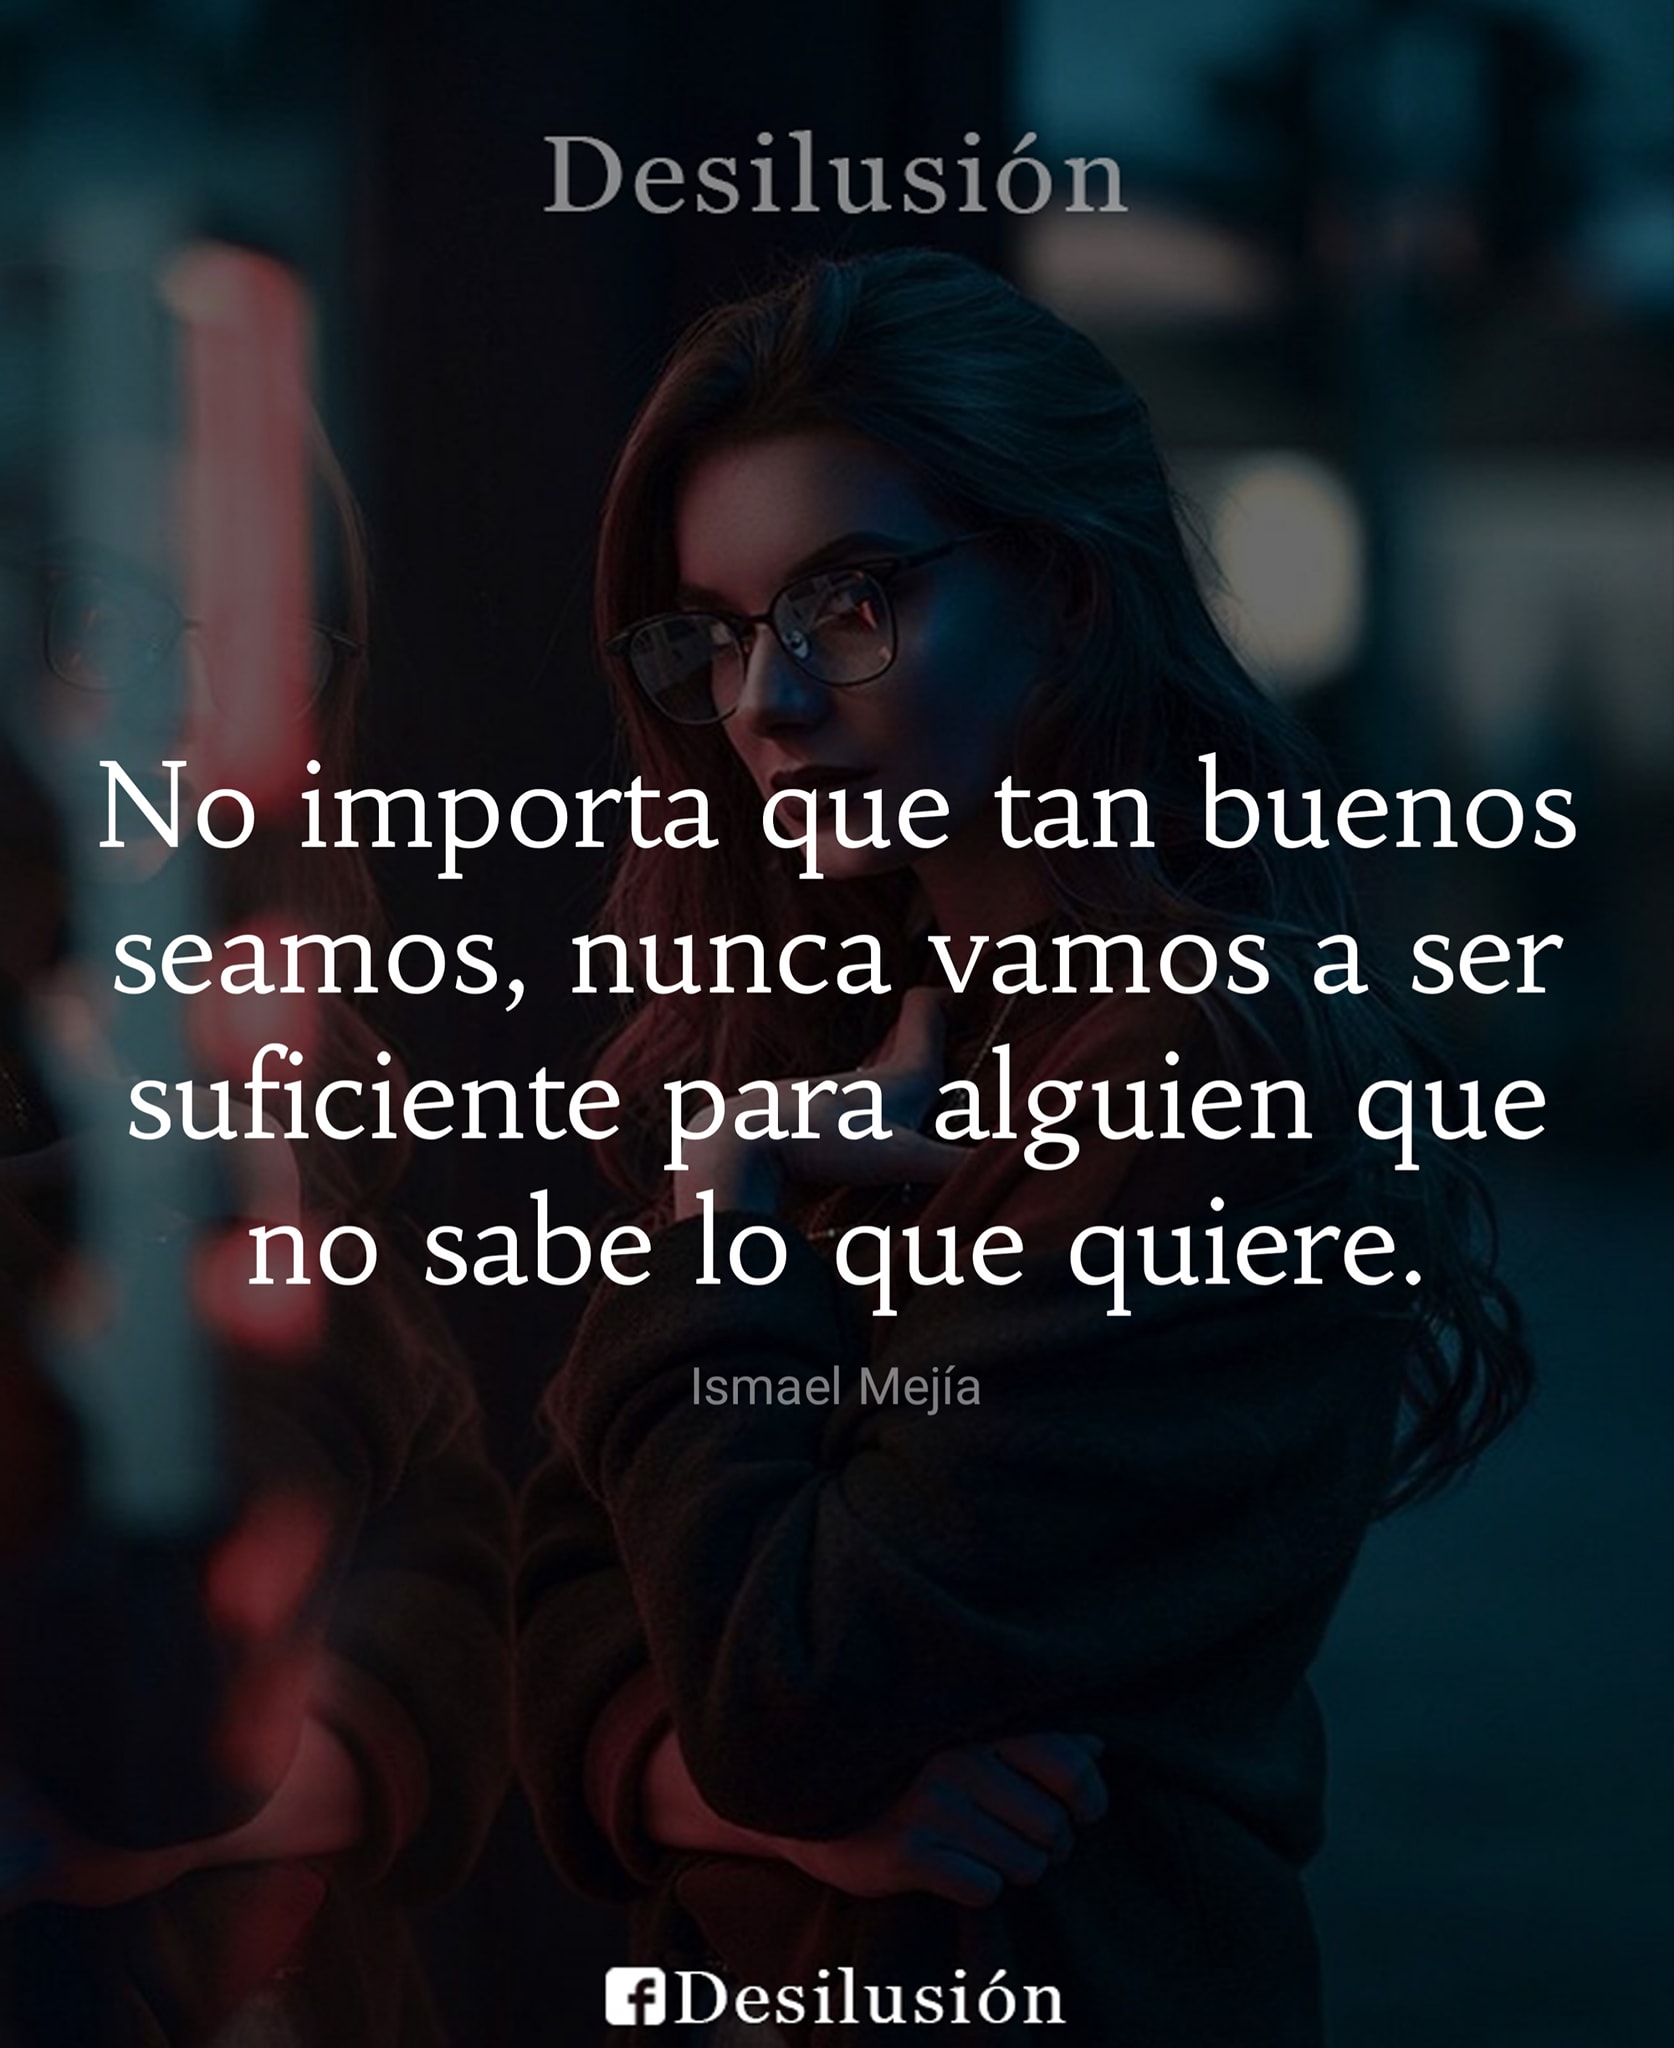 Desilusión
No importa que tan buenos
seamos, nunca vamos a ser
suficiente para alguien que
no sabe lo que quiere.
Ismael Mejía
Desilusión